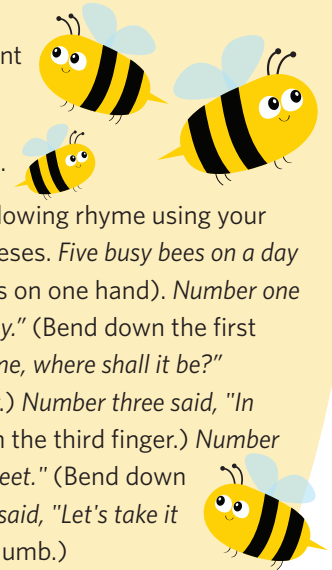 nt
.
lowing rhyme using your
eses. Five busy bees on a day
s on one hand). Number one
y.” (Bend down the first
ne, where shall it be?”
.) Number three said, "In
n the third finger.) Number
eet." (Bend down
said, "Let's take it
umb.)